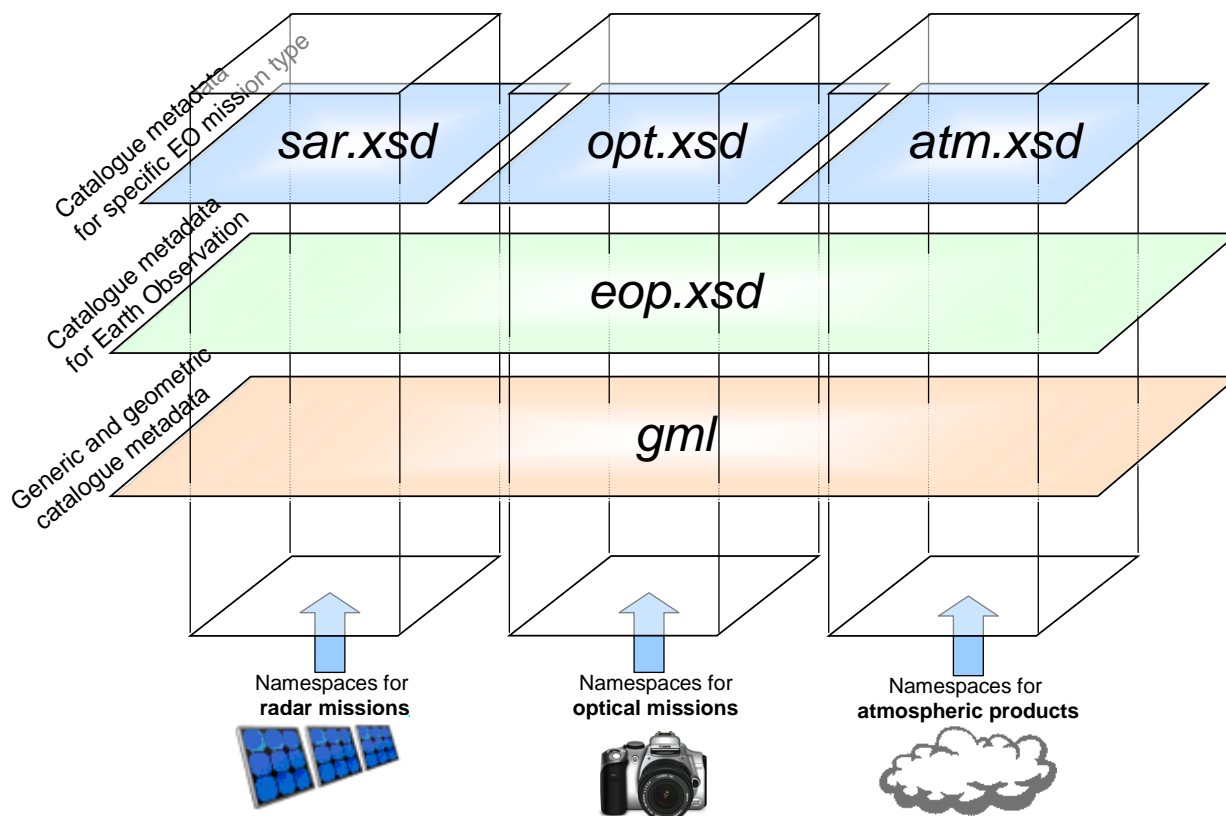 Catalogue metadata
for specific EO mission type
sar.xsd
opt.xsd
atm.xsd
Catalogue metadata
for Earth Observation
eop.xsd
Generic and geometric
catalogue metadata
gml
Namespaces for
radar missions
Namespaces for
optical missions
Namespaces for
atmospheric products